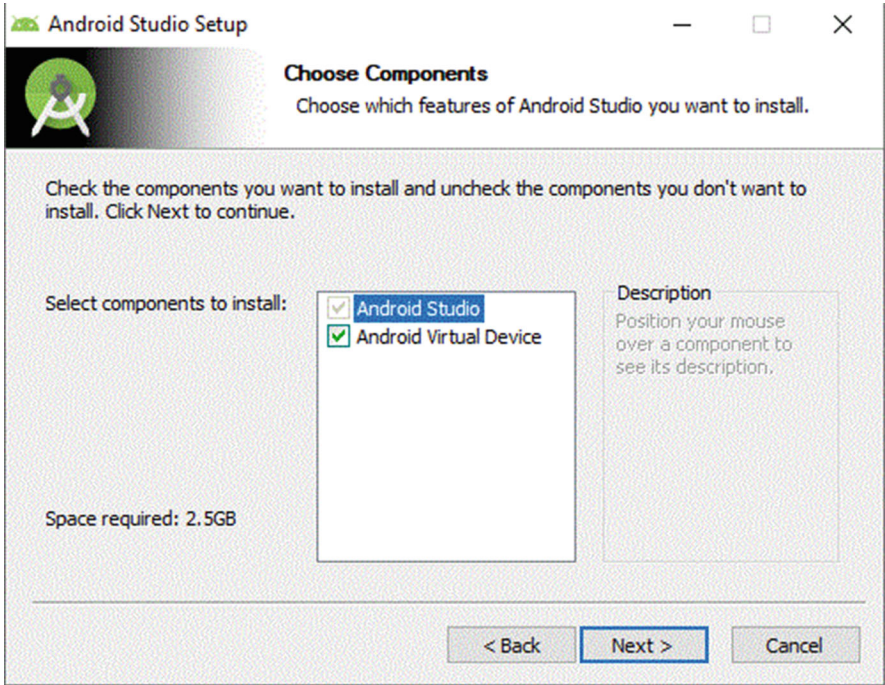 Android Studio Setup
Choose Components
Choose which features of Android Studio you want to install.
Check the components you want to install and uncheck the components you don't want to
install. Click Next to continue.
Select components to install:
Android Studio
Android Virtual Device
Description
Position your mouse
over a component to
see its description.
Space required: 2.5GB
< Back
Next >
Cancel